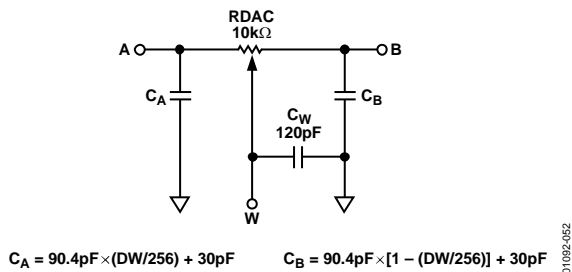 RDAC
10kΩ
A
B
C_A
C_B
C_W
120pF
W
C_A = 90.4pF × (DW/256) + 30pF
C_B = 90.4pF × [1 – (DW/256)] + 30pF
01092-052